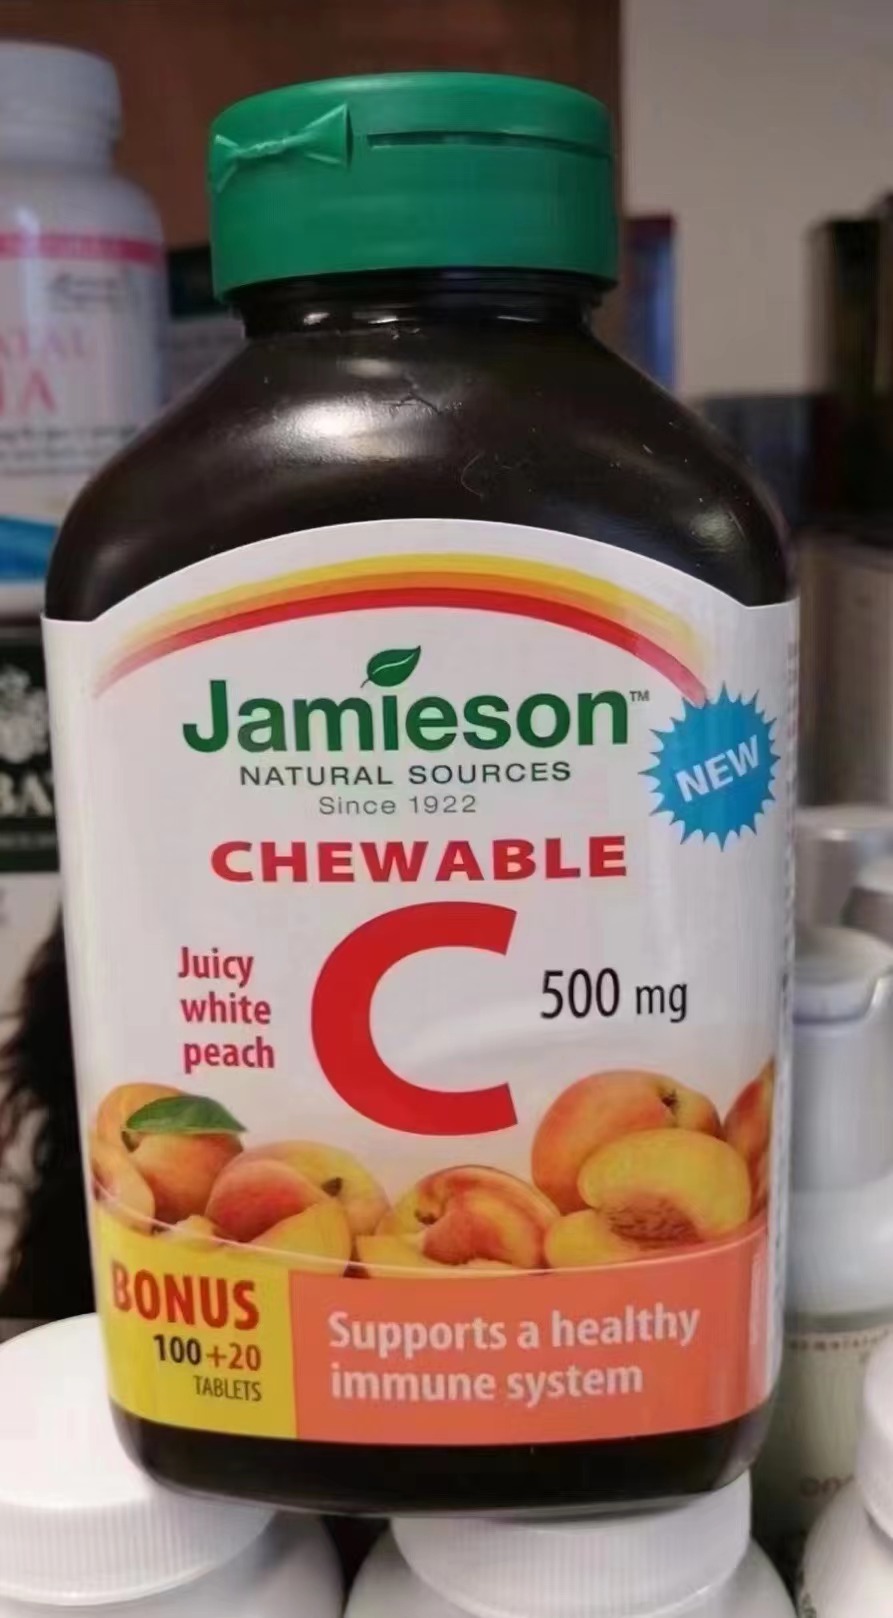 Jamieson™
NATURAL SOURCES
Since 1922
NEW
CHEWABLE
Juicy
white
peach
C
500 mg
BONUS
100+20
TABLETS
Supports a healthy
immune system